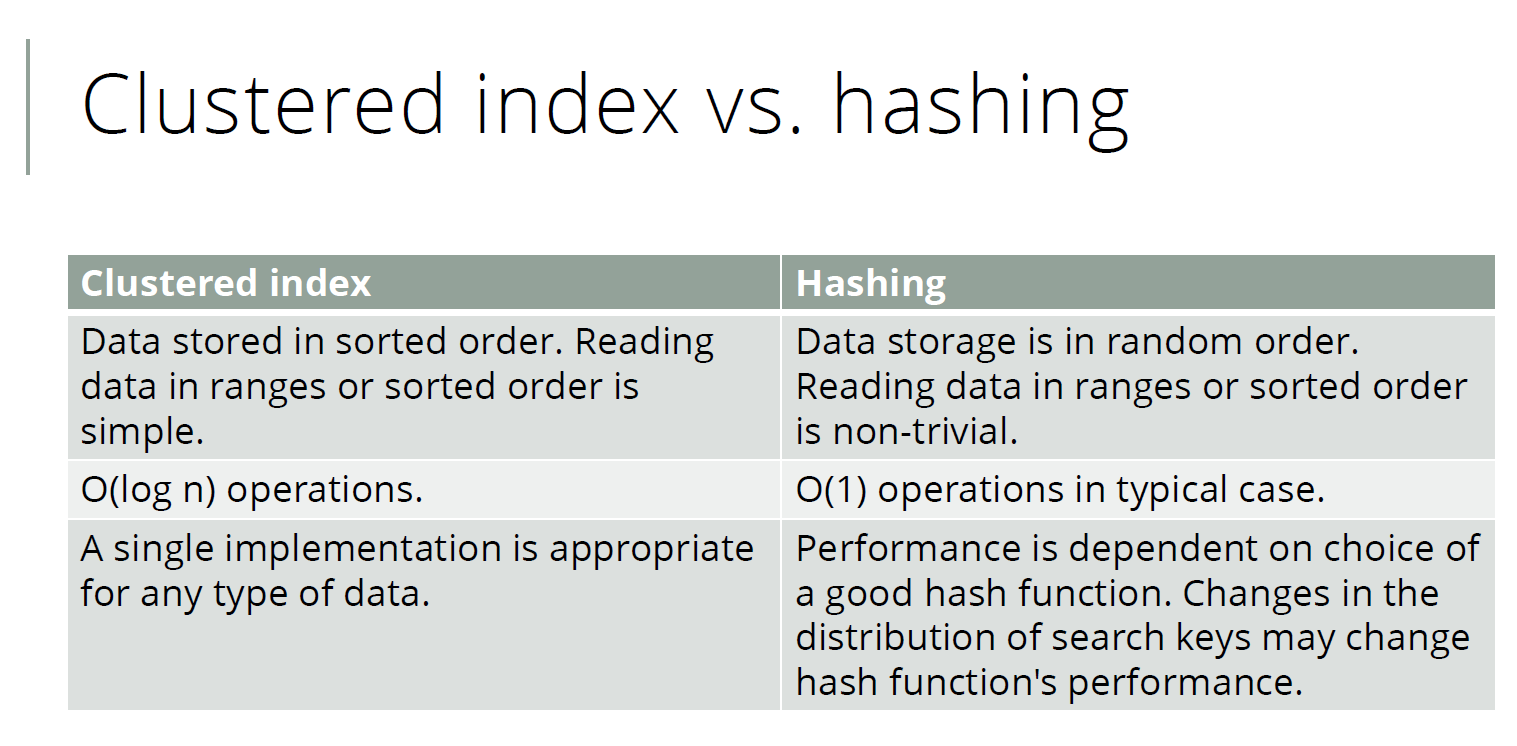 Clustered index vs. hashing
Clustered index
Hashing
Data stored in sorted order. Reading
data in ranges or sorted order is
simple.
Data storage is in random order.
Reading data in ranges or sorted order
is non-trivial.
O(log n) operations.
O(1) operations in typical case.
A single implementation is appropriate
for any type of data.
Performance is dependent on choice of
a good hash function. Changes in the
distribution of search keys may change
hash function's performance.